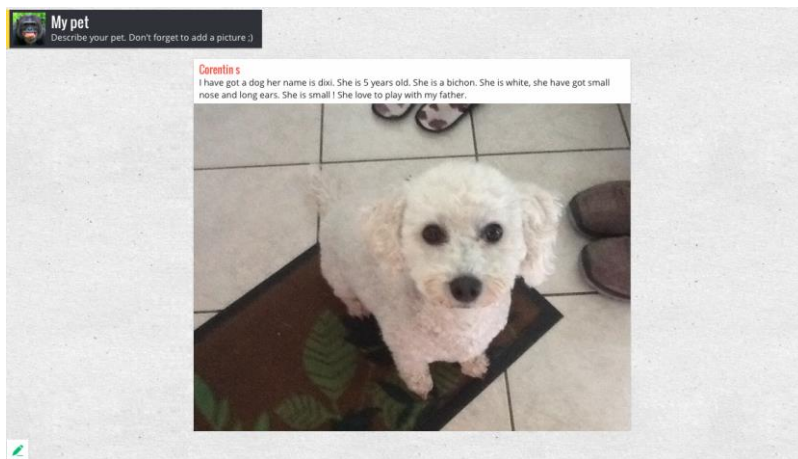 My pet
Describe your pet. Don't forget to add a picture ;)
Corentin s
I have got a dog her name is dixi. She is 5 years old. She is a bichon. She is white, she have got small
nose and long ears. She is small ! She love to play with my father.